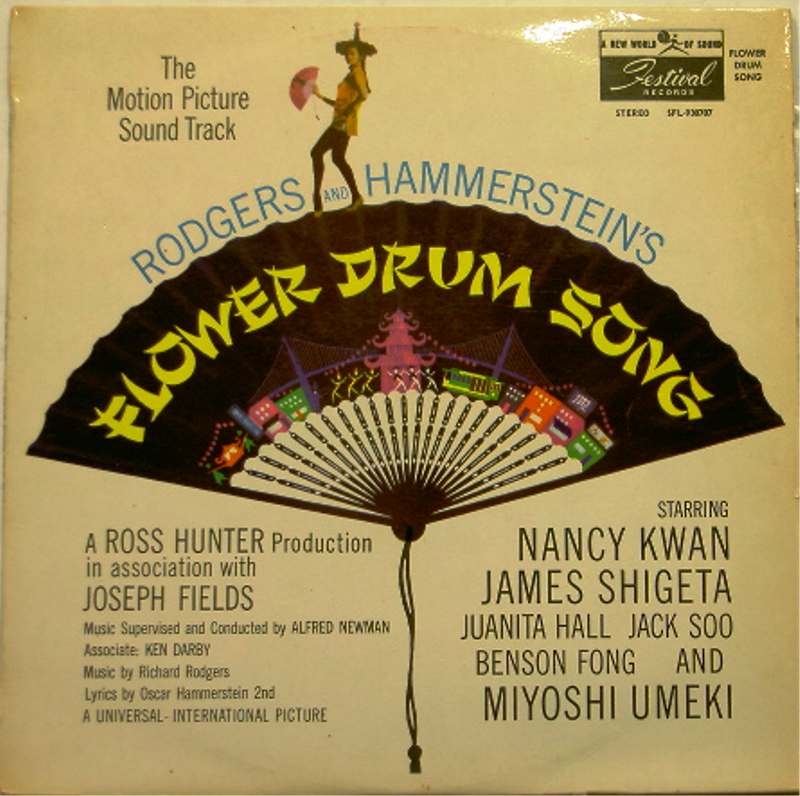 The
Motion Picture
Sound Track
A NEW WORLD OF SOUND
Festival
RECORDS
STEREO SFL-930707
FLOWER
DRUM
SONG
RODGERS AND HAMMERSTEIN'S
FLOWER DRUM SONG
A ROSS HUNTER Production
in association with
JOSEPH FIELDS
Music Supervised and Conducted by ALFRED NEWMAN
Associate: KEN DARBY
Music by Richard Rodgers
Lyrics by Oscar Hammerstein 2nd
A UNIVERSAL-INTERNATIONAL PICTURE
STARRING
NANCY KWAN
JAMES SHIGETA
JUANITA HALL JACK SOO
BENSON FONG AND
MIYOSHI UMEKI